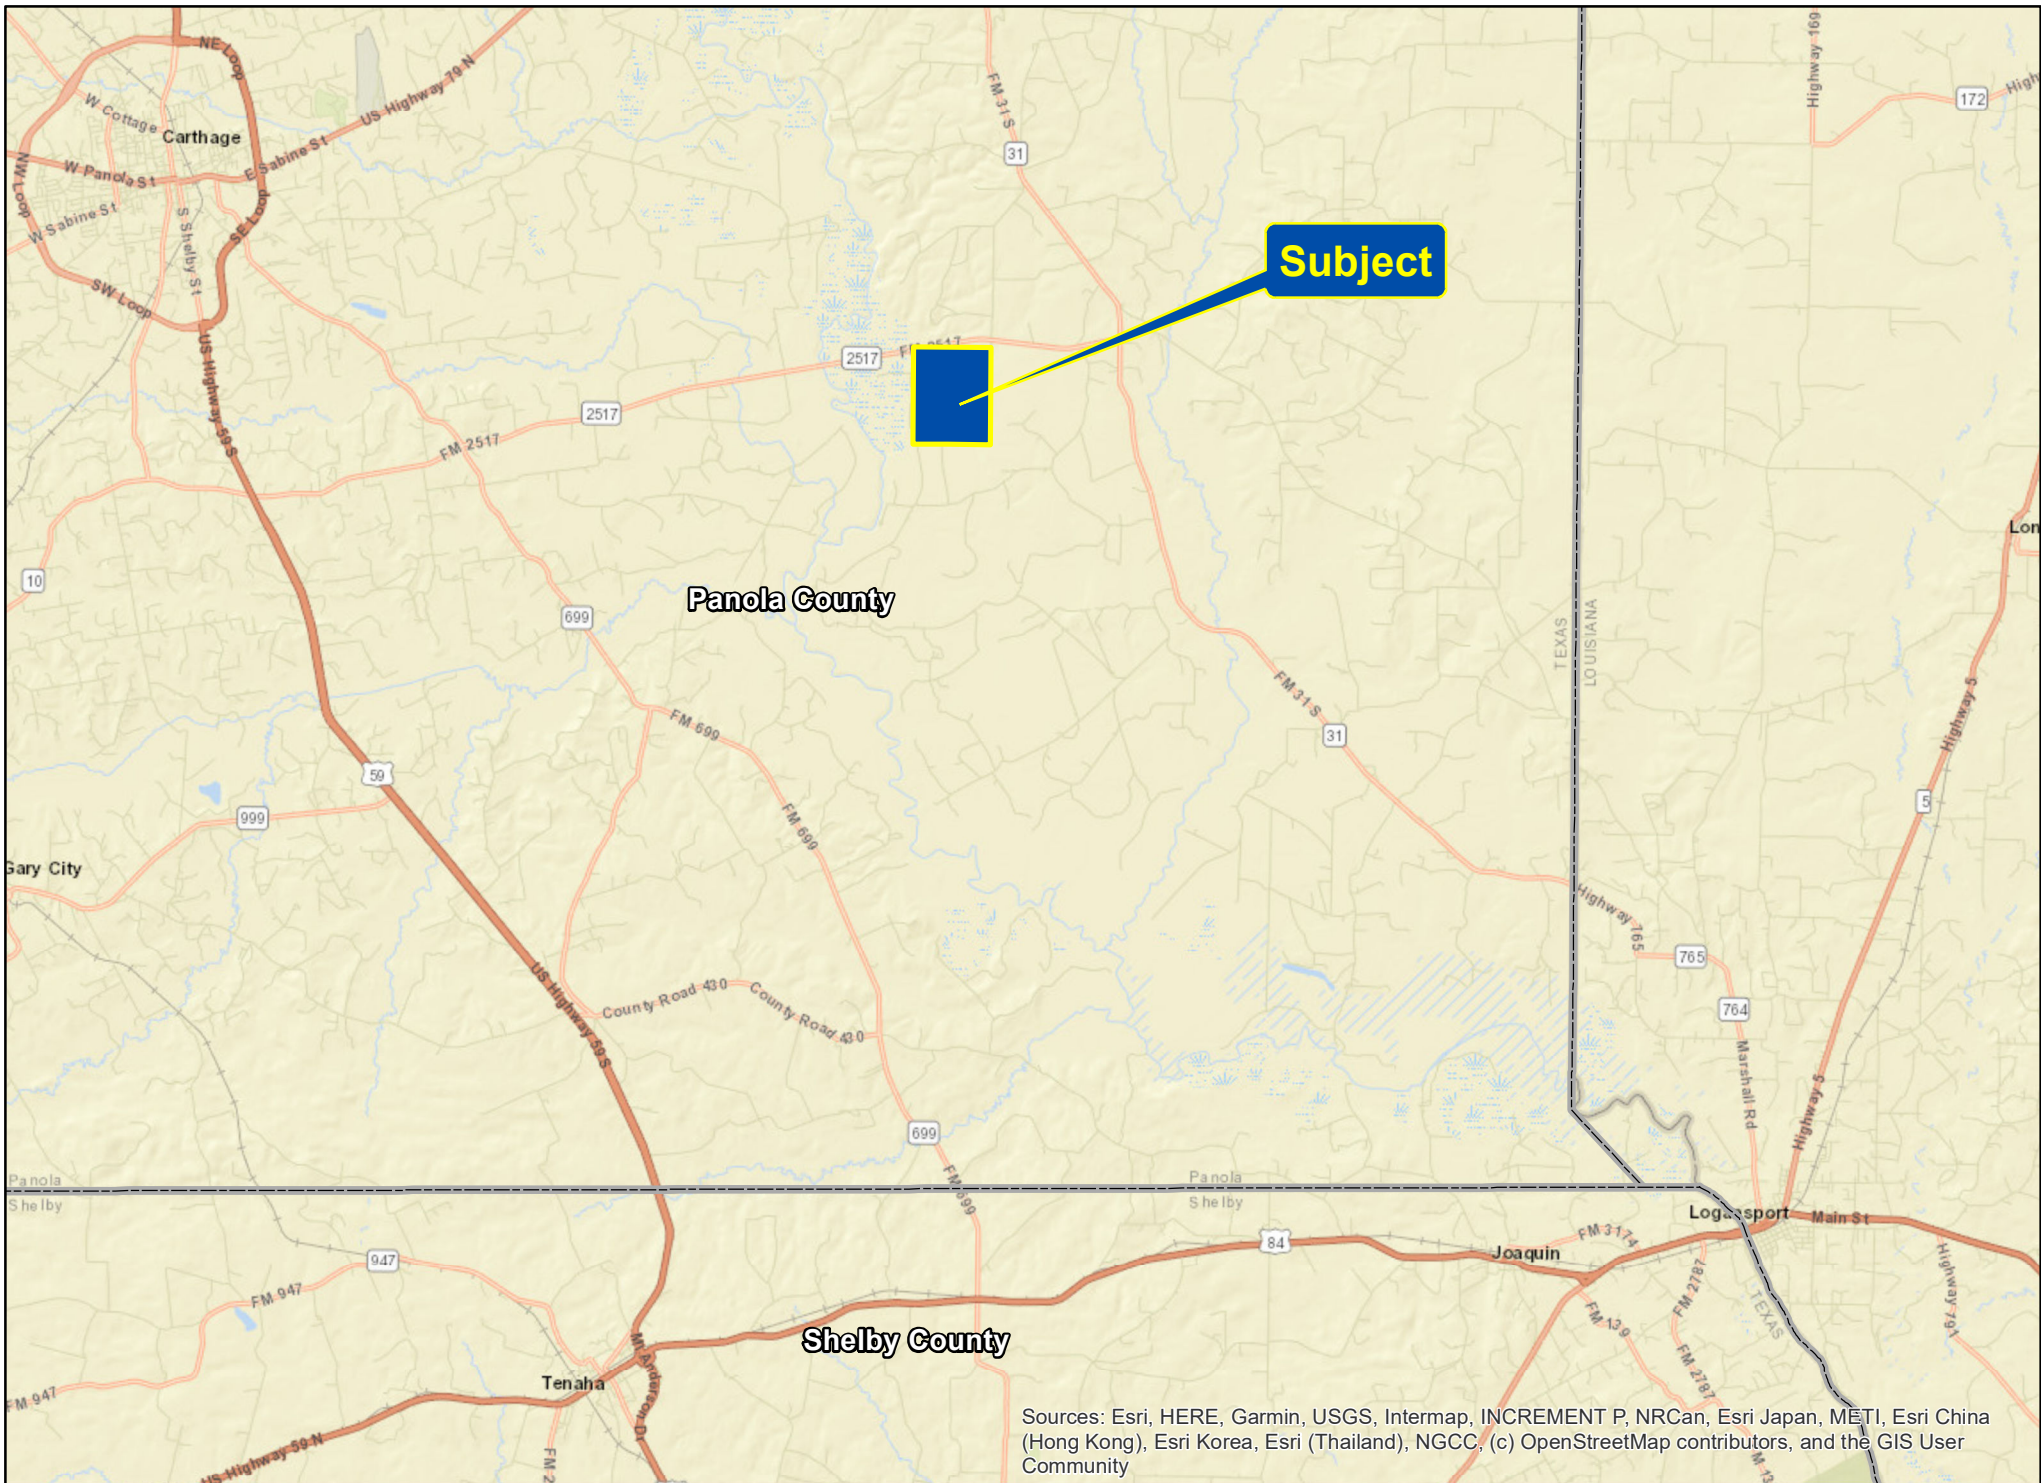 NE Loop
Highway 169
172
High
W Cottage
US Highway 79 N
FM 31 S
Carthage
E Sabine St
31
NW Loop
W Panola St
W Sabine St
S Shelby St
SE Loop
Subject
SW Loop
US Highway 59 S
2517
2517
FM 2517
Lon
10
699
Panola County
TEXAS
LOUISIANA
FM 31 S
31
FM 699
Highway 5
59
999
5
FM 699
Gary City
Highway 765
765
764
US Highway 59 S
County Road 430
County Road 430
Marshall Rd
Highway 5
699
FM 699
Panola
Shelby
Panola
Shelby
Logansport
Main St
84
FM 3174
Joaquin
947
FM 947
FM 2787
TEXAS
Highway 191
FM 139
Shelby County
Mt Anderson Dr
Tenaha
FM 2787
FM 947
US Highway 59 N
FM 2
Sources: Esri, HERE, Garmin, USGS, Intermap, INCREMENT P, NRCan, Esri Japan, METI, Esri China
(Hong Kong), Esri Korea, Esri (Thailand), NGCC, (c) OpenStreetMap contributors, and the GIS User
Community